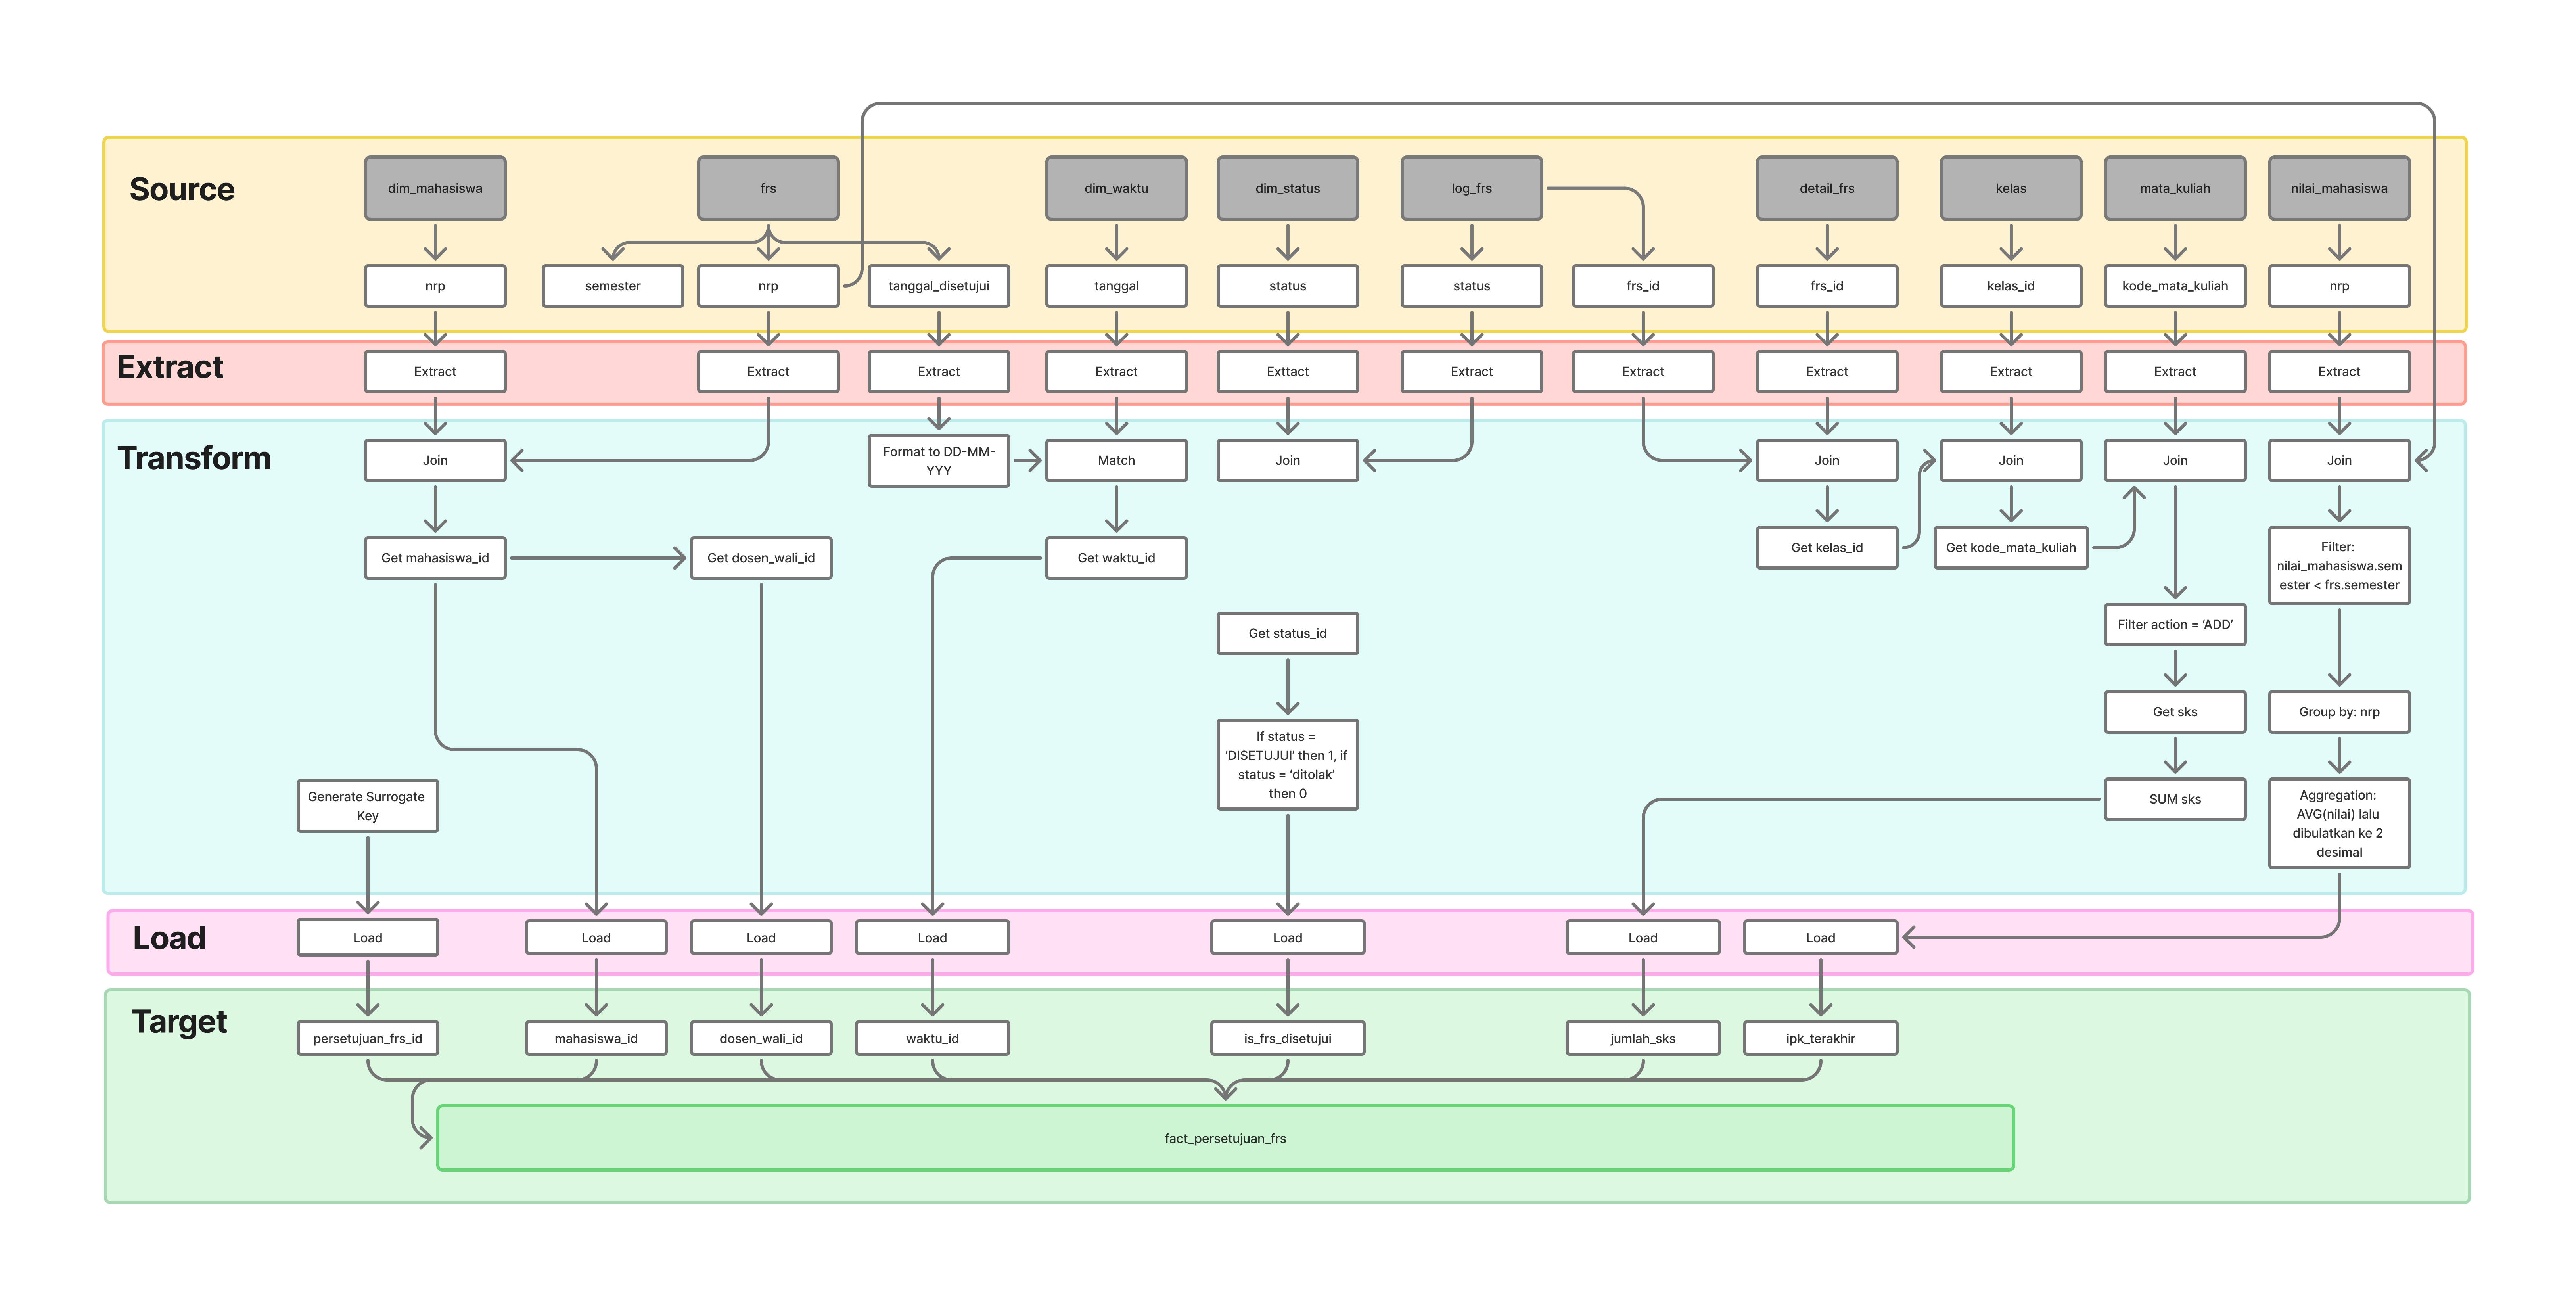 Source
dim_mahasiswa
frs
dim_waktu
dim_status
log_frs
detail_frs
kelas
mata_kuliah
nilai_mahasiswa
nrp
semester
nrp
tanggal_disetujui
tanggal
status
status
frs_id
frs_id
kelas_id
kode_mata_kuliah
nrp
Extract
Extract
Extract
Extract
Extract
Exttact
Extract
Extract
Extract
Extract
Extract
Extract
Transform
Join
Format to DD-MM-
YYY
Match
Join
Join
Join
Join
Join
Get mahasiswa_id
Get dosen_wali_id
Get waktu_id
Get kelas_id
Get kode_mata_kuliah
Filter:
nilai_mahasiswa.sem
ester < frs.semester
Get status_id
Filter action = ‘ADD’
Get sks
Group by: nrp
If status =
‘DISETUJUI’ then 1, if
status = ‘ditolak’
then 0
Generate Surrogate
Key
SUM sks
Aggregation:
AVG(nilai) lalu
dibulatkan ke 2
desimal
Load
Load
Load
Load
Load
Load
Load
Load
Target
persetujuan_frs_id
mahasiswa_id
dosen_wali_id
waktu_id
is_frs_disetujui
jumlah_sks
ipk_terakhir
fact_persetujuan_frs